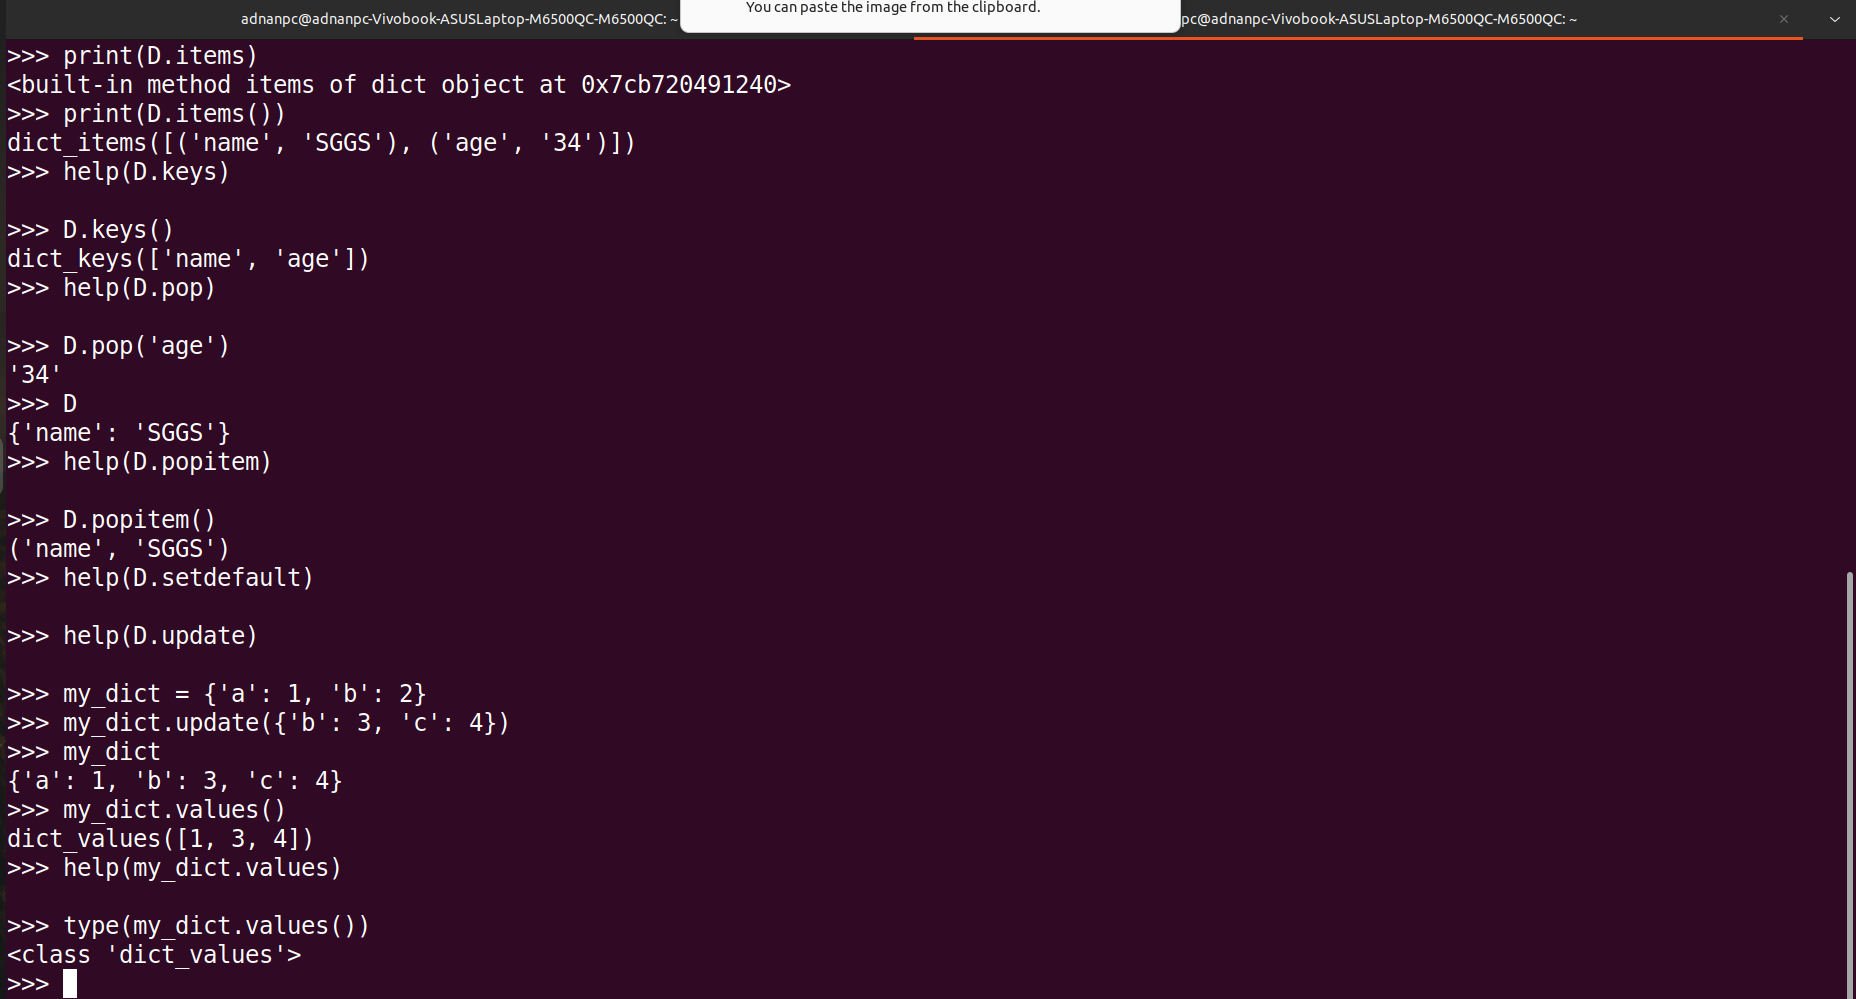 You can paste the image from the clipboard.
adnanpc@adnanpc-Vivobook-ASUSLaptop-M6500QC-M6500QC: ~
pc@adnanpc-Vivobook-ASUSLaptop-M6500QC-M6500QC: ~
>>> print(D.items)
<built-in method items of dict object at 0x7cb720491240>
>>> print(D.items())
dict_items([('name', 'SGGS'), ('age', '34')])
>>> help(D.keys)
>>> D.keys()
dict_keys(['name', 'age'])
>>> help(D.pop)
>>> D.pop('age')
'34'
>>> D
{'name': 'SGGS'}
>>> help(D.popitem)
>>> D.popitem()
('name', 'SGGS')
>>> help(D.setdefault)
>>> help(D.update)
>>> my_dict = {'a': 1, 'b': 2}
>>> my_dict.update({'b': 3, 'c': 4})
>>> my_dict
{'a': 1, 'b': 3, 'c': 4}
>>> my_dict.values()
dict_values([1, 3, 4])
>>> help(my_dict.values)
>>> type(my_dict.values())
<class 'dict_values'>
>>>